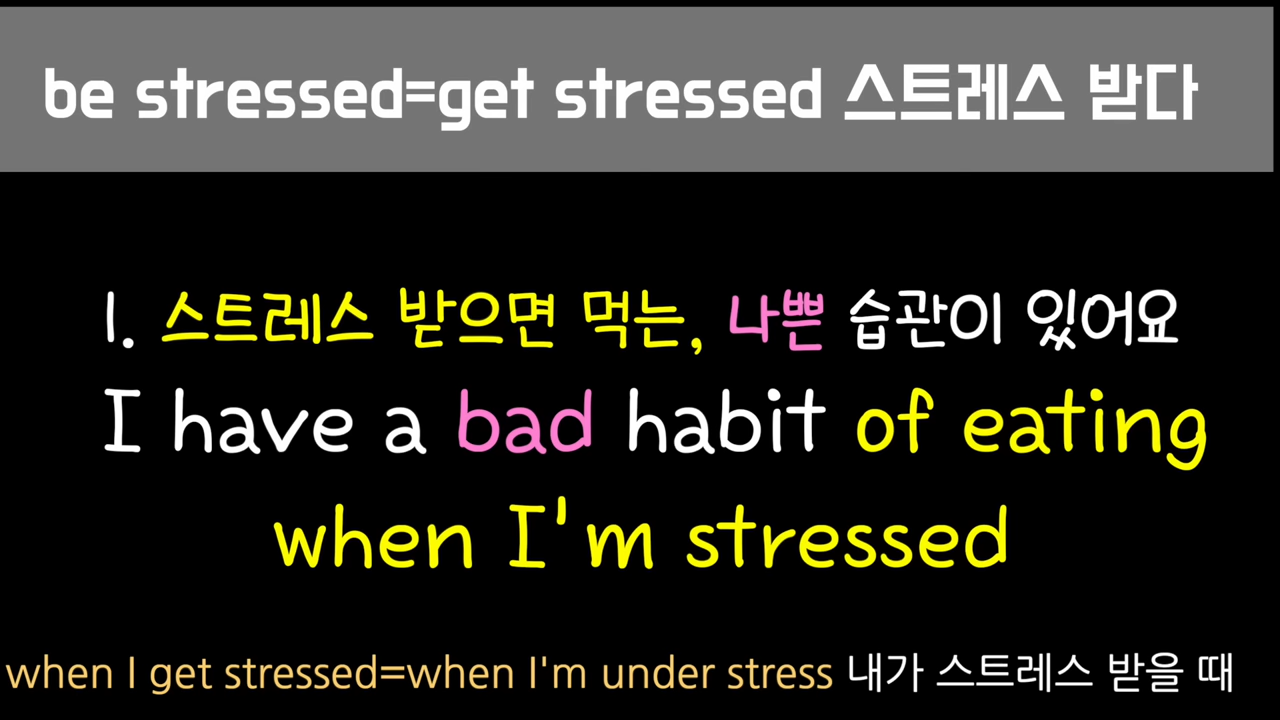 be stressed=get stressed 스트레스 받다
1. 스트레스 받으면 먹는, 나쁜 습관이 있어요
I have a bad habit of eating
when I'm stressed
when I get stressed=when I'm under stress 내가 스트레스 받을 때